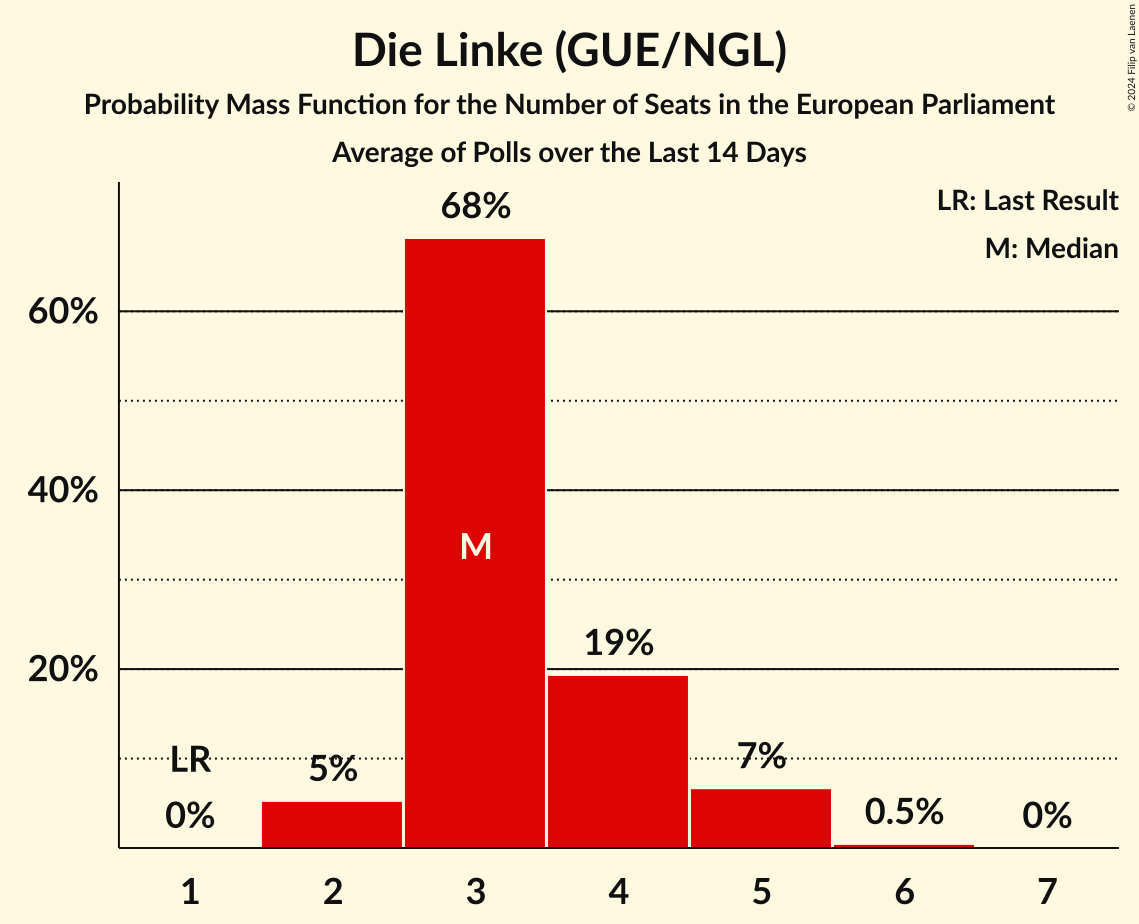 Die Linke (GUE/NGL)
Probability Mass Function for the Number of Seats in the European Parliament
Average of Polls over the Last 14 Days
© 2024 Filip van Laenen
LR: Last Result
M: Median
68%
60%
40%
M
19%
20%
LR
5%
7%
0%
0.5%
0%
1 2 3 4 5 6 7